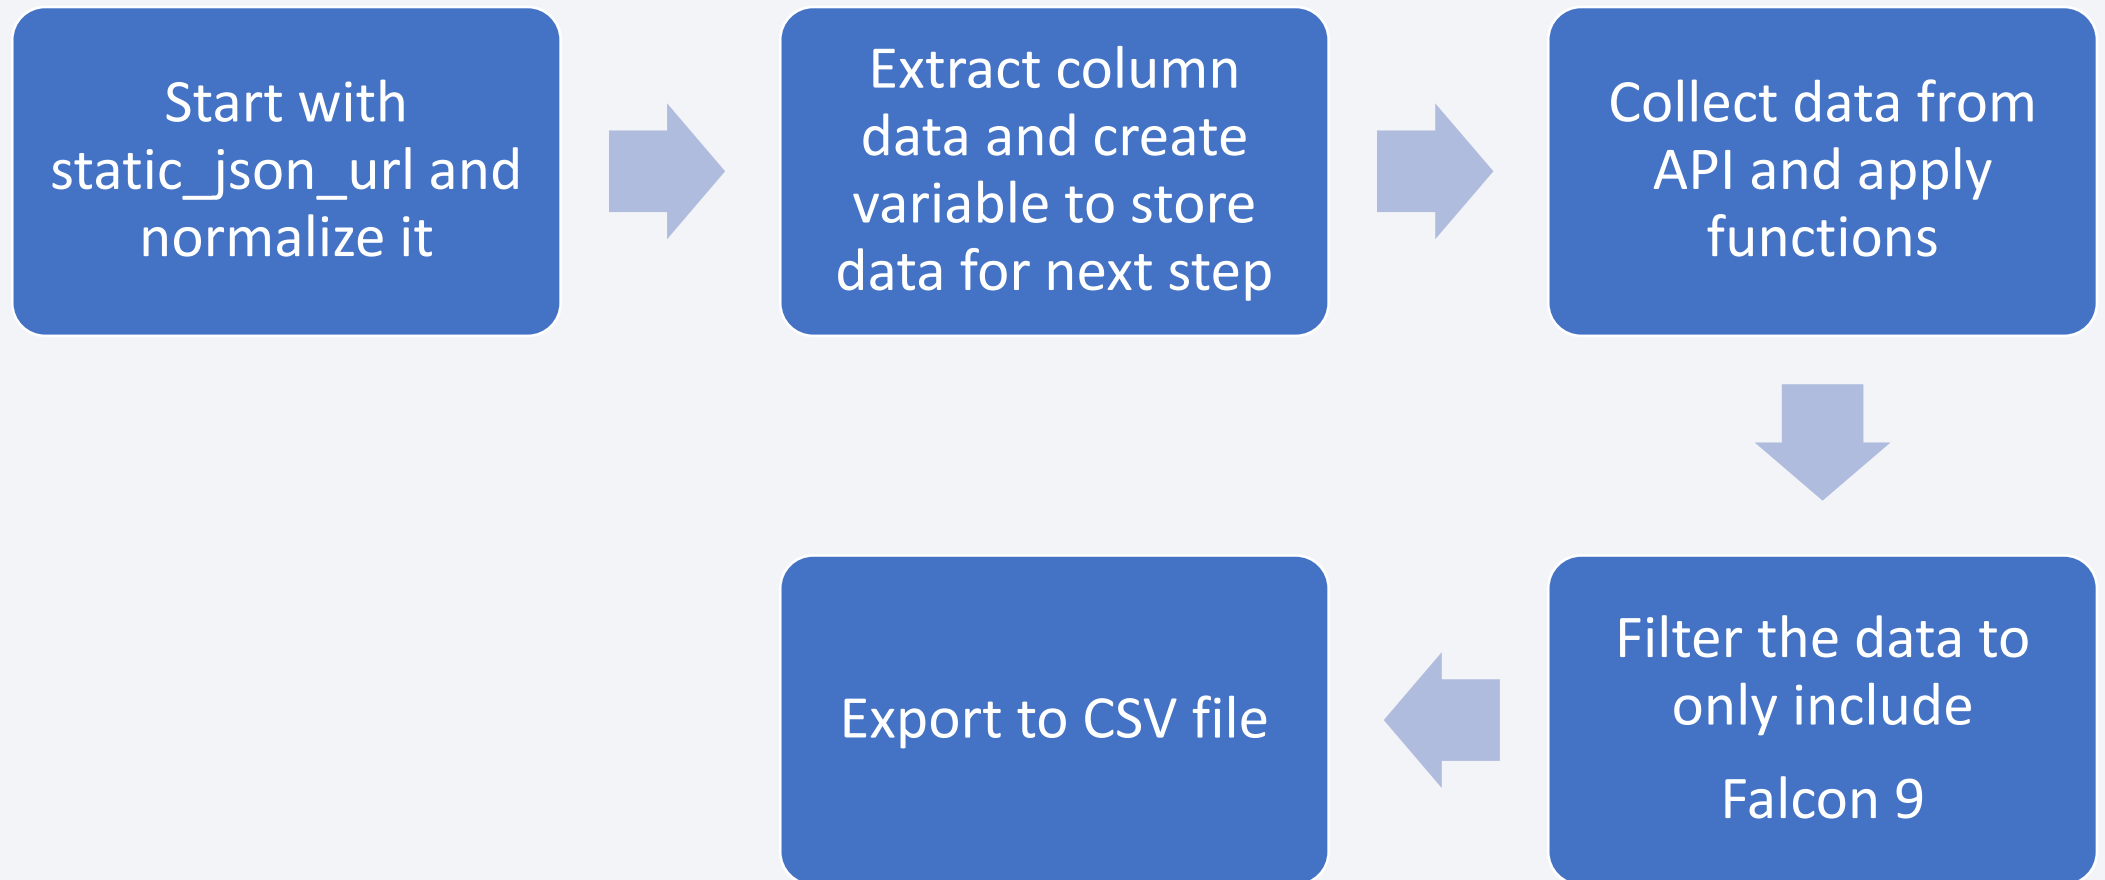 Start with
static_json_url and
normalize it
Extract column
data and create
variable to store
data for next step
Collect data from
API and apply
functions
Filter the data to
only include
Falcon 9
Export to CSV file